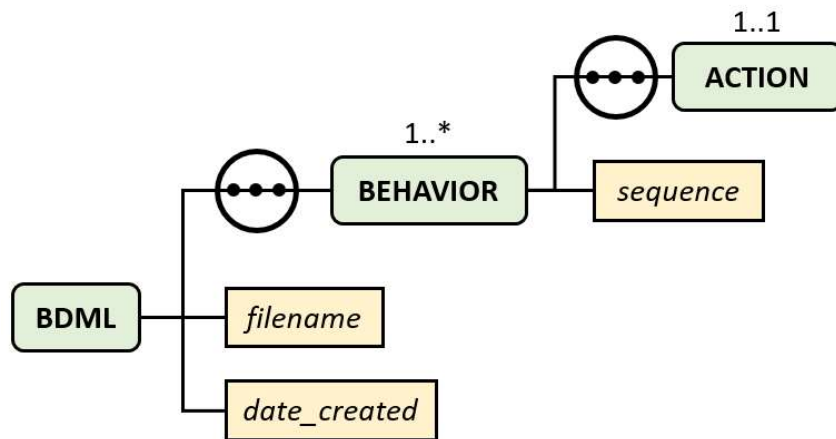 1..1
ACTION
1..*
BEHAVIOR
sequence
BDML
filename
date_created